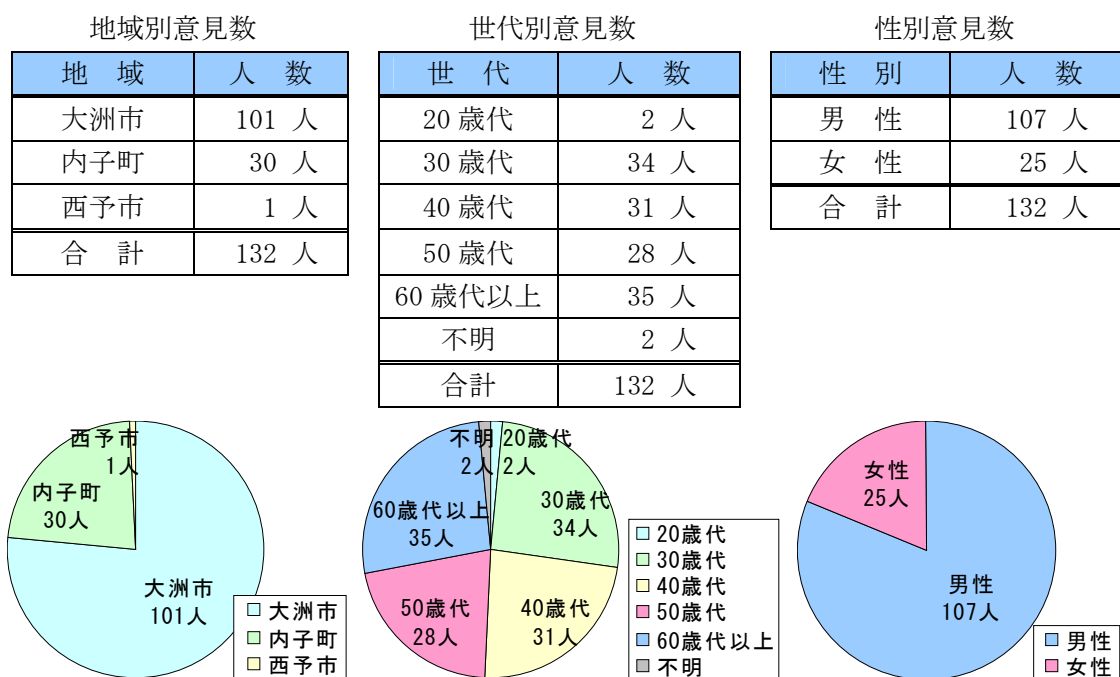 地域別意見数
地 域 人 数
大洲市 101 人
内子町 30 人
西予市 1 人
合 計 132 人
世代別意見数
世 代 人 数
20 歳代 2 人
30 歳代 34 人
40 歳代 31 人
50 歳代 28 人
60 歳代以上 35 人
不明 2 人
合計 132 人
性別意見数
性 別 人 数
男 性 107 人
女 性 25 人
合 計 132 人
西予市
1人
内子町
30人
大洲市
101人
大洲市
内子町
西予市
不明
2人
20歳代
2人
30歳代
34人
60歳代以上
35人
50歳代
28人
40歳代
31人
20歳代
30歳代
40歳代
50歳代
60歳代以上
不明
女性
25人
男性
107人
男性
女性